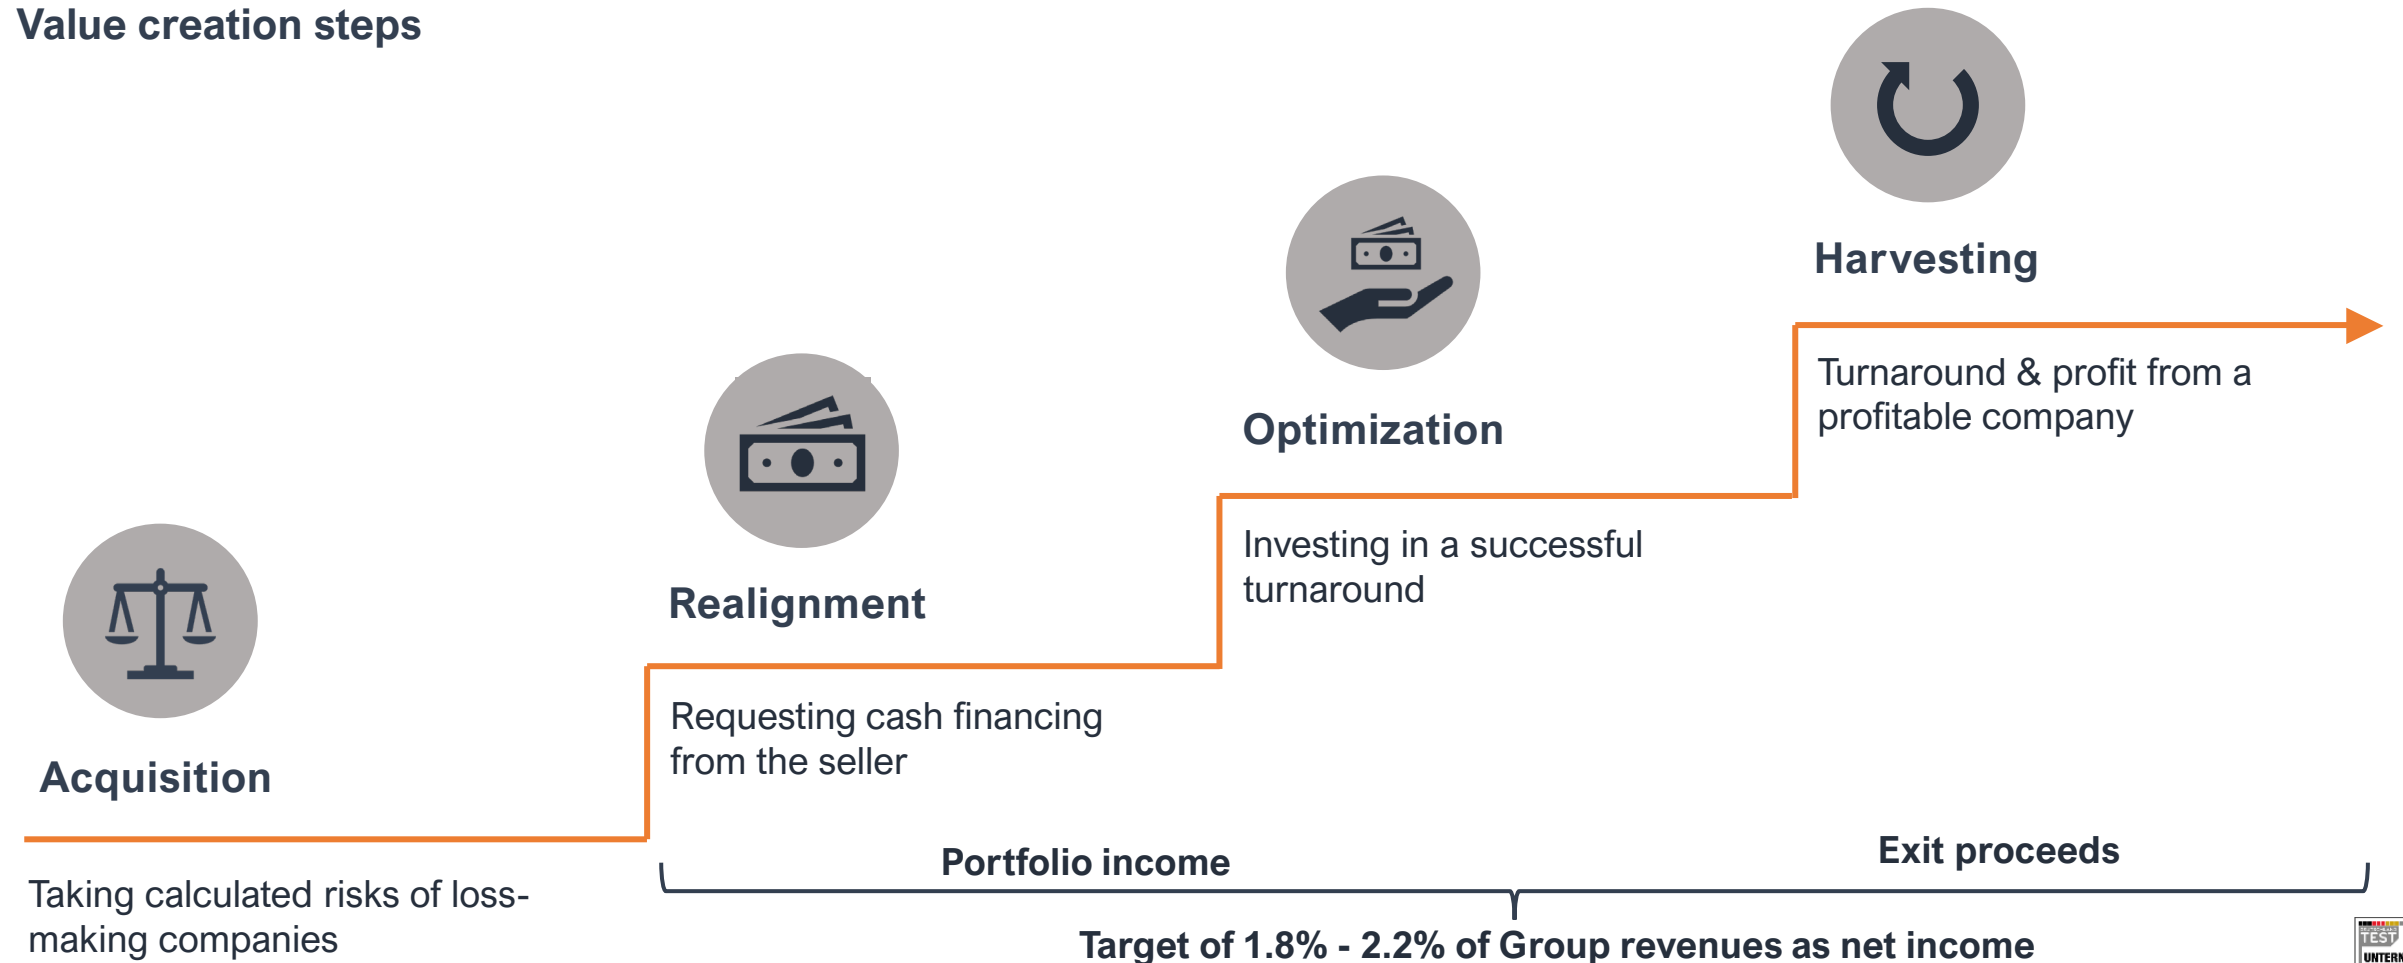 Value creation steps
Harvesting
Turnaround & profit from a
profitable company
Optimization
Investing in a successful
turnaround
Realignment
Requesting cash financing
from the seller
Acquisition
Taking calculated risks of loss-
making companies
Portfolio income
Exit proceeds
Target of 1.8% - 2.2% of Group revenues as net income
TEST